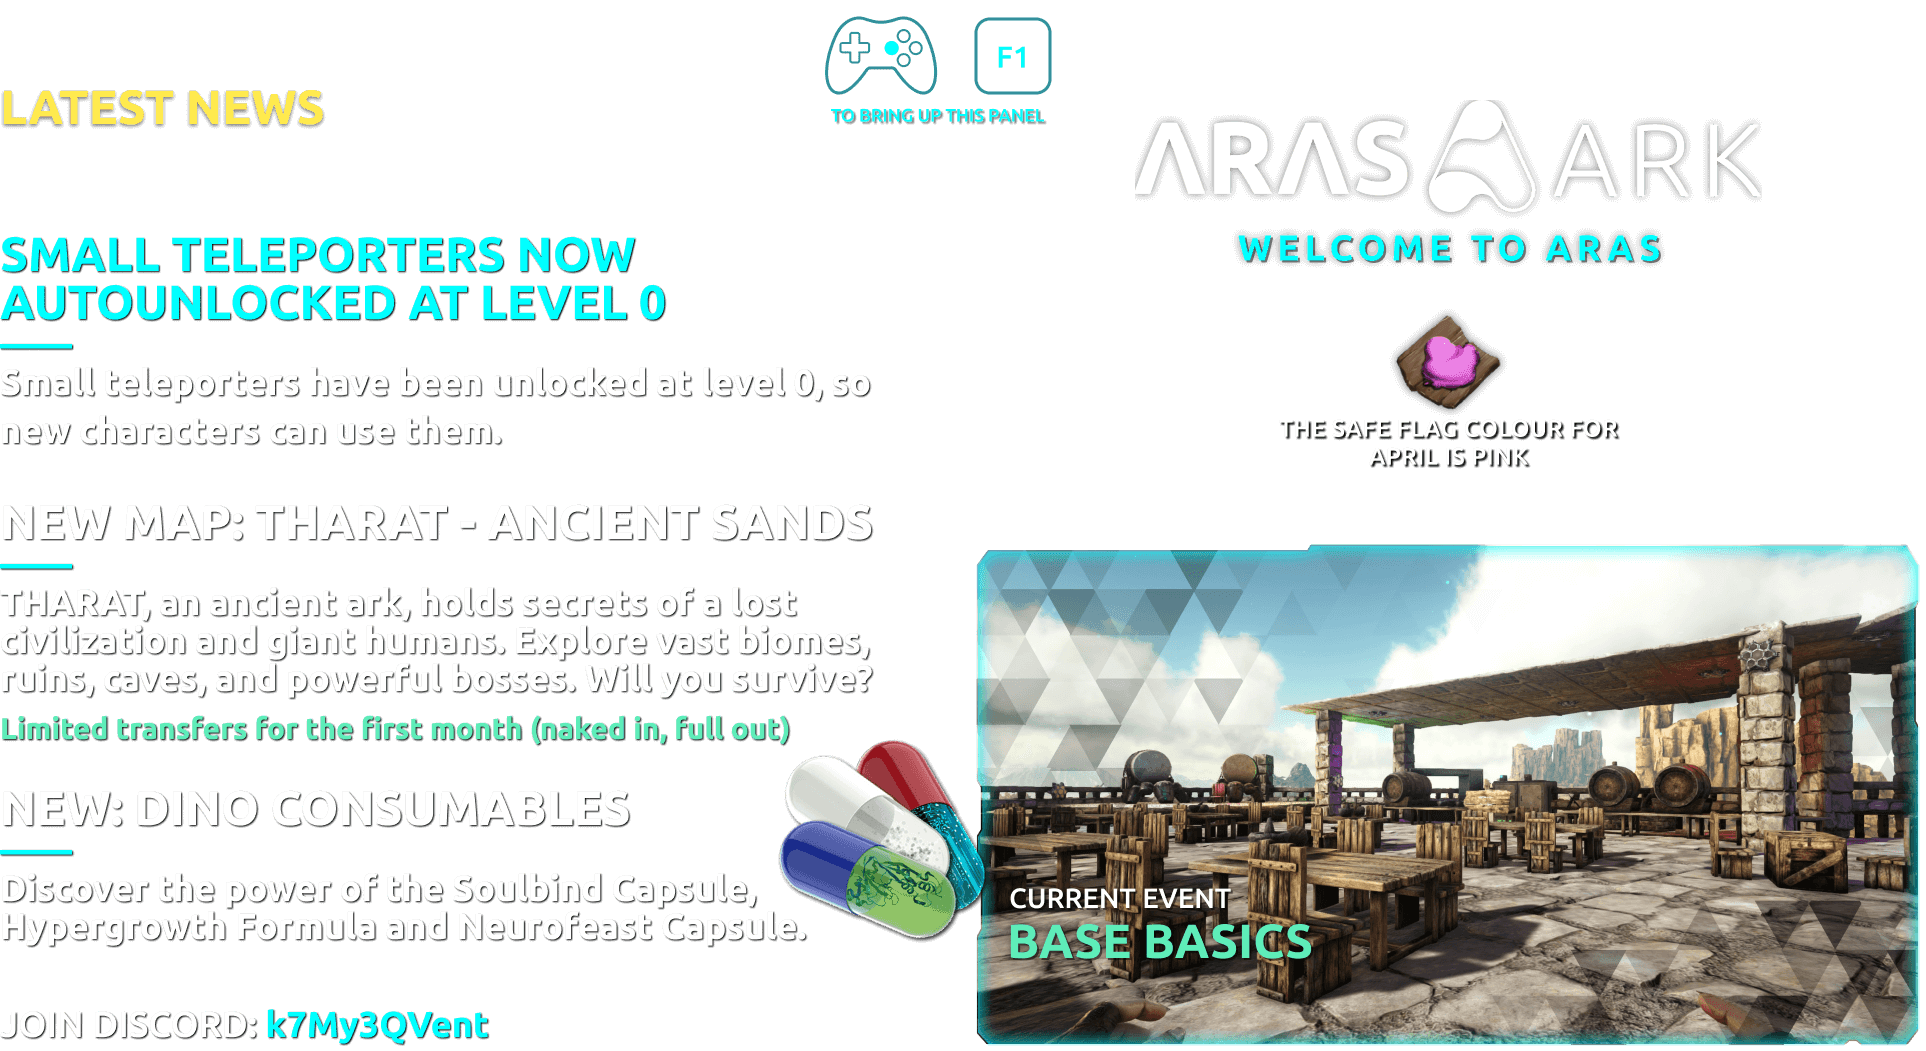 F1
TO BRING UP THIS PANEL
LATEST NEWS
SMALL TELEPORTERS NOW
AUTOUNLOCKED AT LEVEL 0
Small teleporters have been unlocked at level 0, so
new characters can use them.
NEW MAP: THARAT - ANCIENT SANDS
THARAT, an ancient ark, holds secrets of a lost
civilization and giant humans. Explore vast biomes,
ruins, caves, and powerful bosses. Will you survive?
Limited transfers for the first month (naked in, full out)
NEW: DINO CONSUMABLES
Discover the power of the Soulbind Capsule,
Hypergrowth Formula and Neurofeast Capsule.
JOIN DISCORD: k7My3QVent
ARAS ARK
WELCOME TO ARAS
THE SAFE FLAG COLOUR FOR
APRIL IS PINK
CURRENT EVENT
BASE BASICS